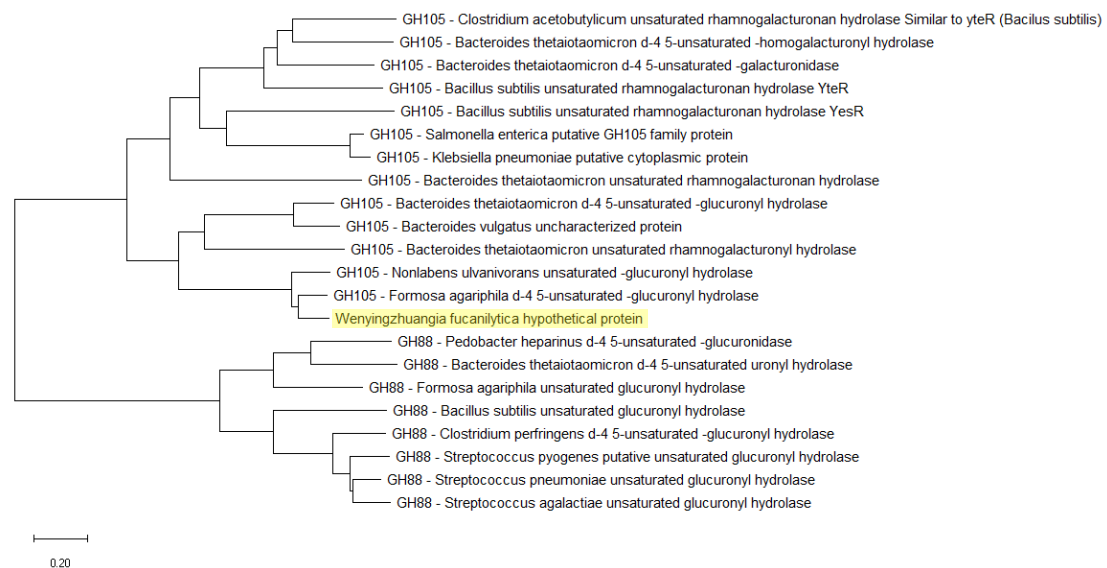 GH105 - Clostridium acetobutylicum unsaturated rhamnogalacturonan hydrolase Similar to yteR (Bacilus subtilis)
GH105 - Bacteroides thetaiotaomicron d-4 5-unsaturated -homogalacturonyl hydrolase
GH105 - Bacteroides thetaiotaomicron d-4 5-unsaturated -galacturonidase
GH105 - Bacillus subtilis unsaturated rhamnogalacturonan hydrolase YteR
GH105 - Bacillus subtilis unsaturated rhamnogalacturonan hydrolase YesR
GH105 - Salmonella enterica putative GH105 family protein
GH105 - Klebsiella pneumoniae putative cytoplasmic protein
GH105 - Bacteroides thetaiotaomicron unsaturated rhamnogalacturonan hydrolase
GH105 - Bacteroides thetaiotaomicron d-4 5-unsaturated -glucuronyl hydrolase
GH105 - Bacteroides vulgatus uncharacterized protein
GH105 - Bacteroides thetaiotaomicron unsaturated rhamnogalacturonyl hydrolase
GH105 - Nonlabens ulvanivorans unsaturated -glucuronyl hydrolase
GH105 - Formosa agariphila d-4 5-unsaturated -glucuronyl hydrolase
Wenyingzhuangia fucanilytica hypothetical protein
GH88 - Pedobacter heparinus d-4 5-unsaturated -glucuronidase
GH88 - Bacteroides thetaiotaomicron d-4 5-unsaturated uronyl hydrolase
GH88 - Formosa agariphila unsaturated glucuronyl hydrolase
GH88 - Bacillus subtilis unsaturated glucuronyl hydrolase
GH88 - Clostridium perfringens d-4 5-unsaturated -glucuronyl hydrolase
GH88 - Streptococcus pyogenes putative unsaturated glucuronyl hydrolase
GH88 - Streptococcus pneumoniae unsaturated glucuronyl hydrolase
GH88 - Streptococcus agalactiae unsaturated glucuronyl hydrolase
0.20